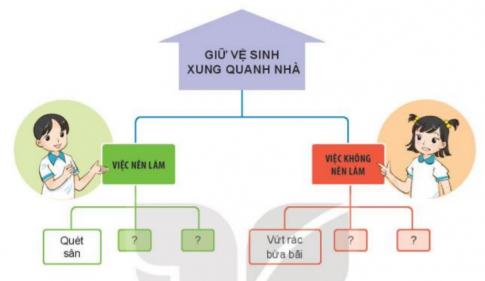 GIỮ VỆ SINH
XUNG QUANH NHÀ
VIỆC NÊN LÀM
VIỆC KHÔNG
NÊN LÀM
Quét
sân
?
?
Vứt rác
bừa bãi
?
?